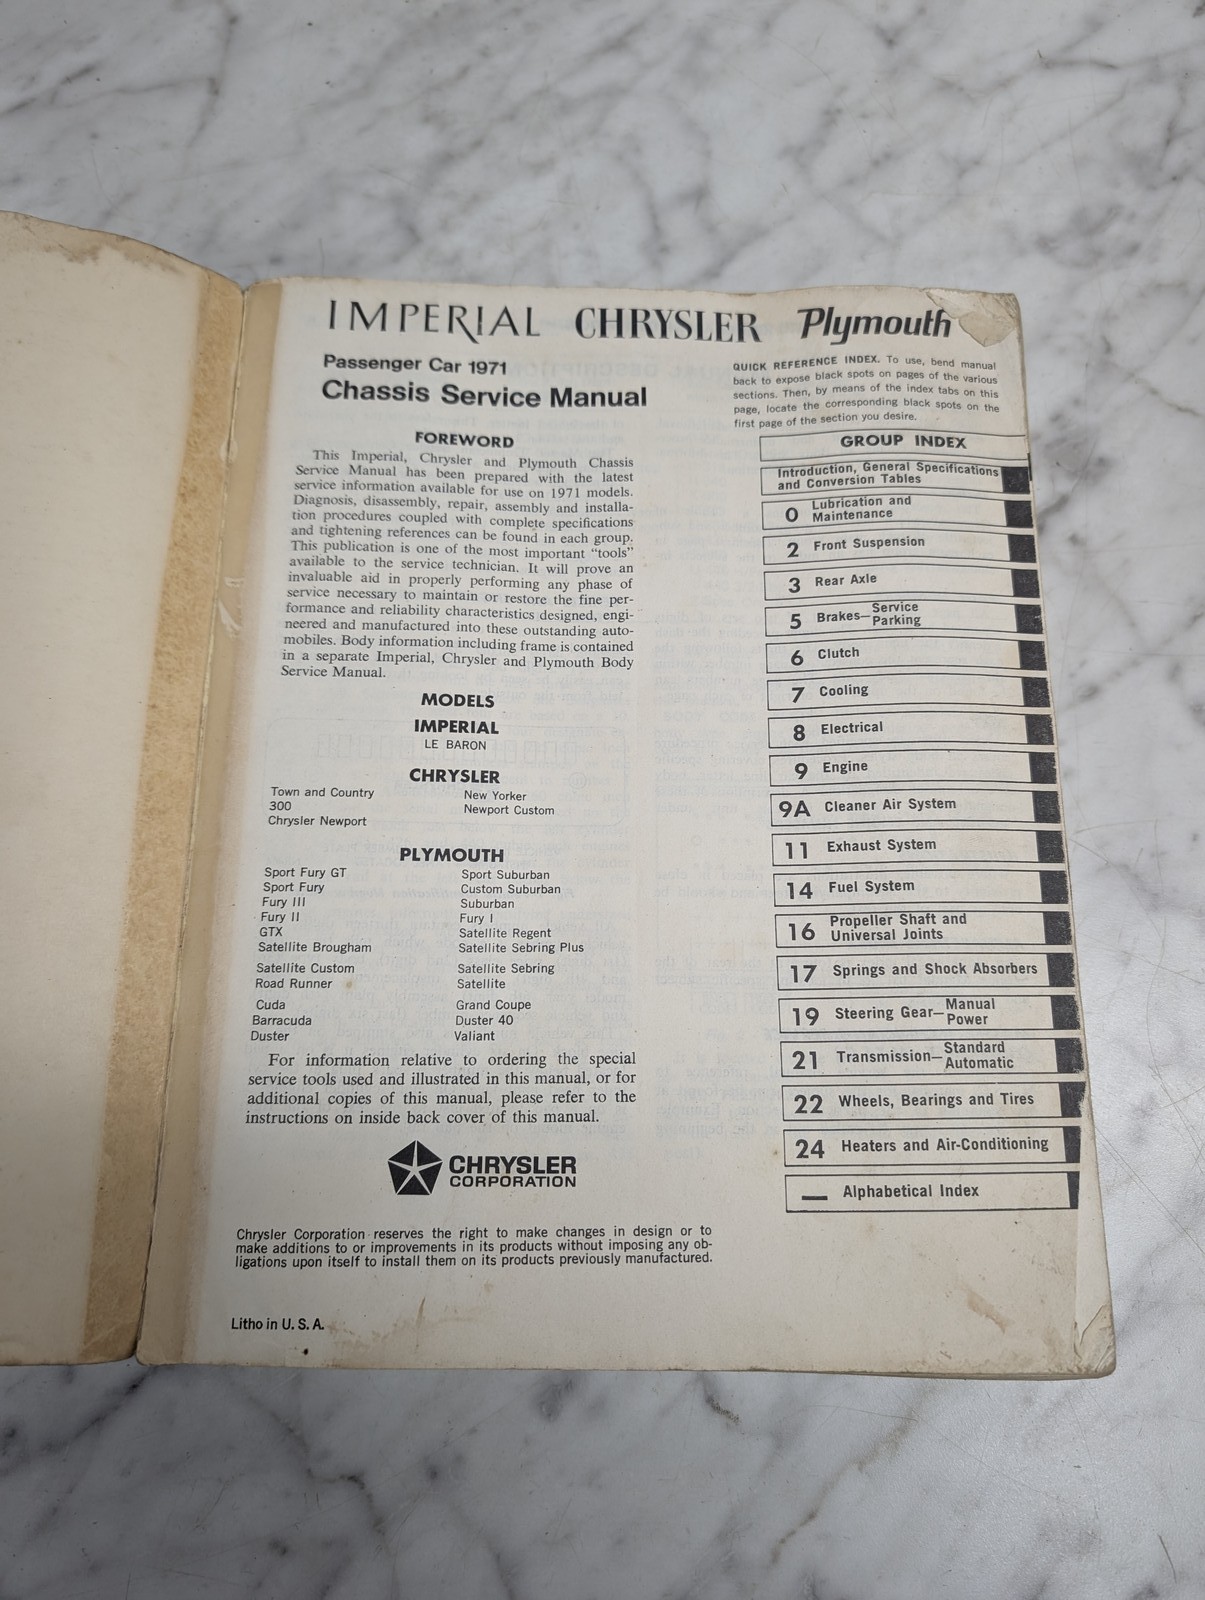 IMPERIAL CHRYSLER Plymouth
Passenger Car 1971
Chassis Service Manual
FOREWORD
This Imperial, Chrysler and Plymouth Chassis
Service Manual has been prepared with the latest
service information available for use on 1971 models.
Diagnosis, disassembly, repair, assembly and installa-
tion procedures coupled with complete specifications
and tightening references can be found in each group.
This publication is one of the most important “tools”
available to the service technician. It will prove an
invaluable aid in properly performing any phase of
service necessary to maintain or restore the fine per-
formance and reliability characteristics designed, engi-
neered and manufactured into these outstanding auto-
mobiles. Body information including frame is contained
in a separate Imperial, Chrysler and Plymouth Body
Service Manual.
MODELS
IMPERIAL
LE BARON
CHRYSLER
Town and Country New Yorker
300 Newport Custom
Chrysler Newport
PLYMOUTH
Sport Fury GT Sport Suburban
Sport Fury Custom Suburban
Fury III Suburban
Fury II Fury I
GTX Satellite Regent
Satellite Brougham Satellite Sebring Plus
Satellite Custom Satellite Sebring
Road Runner Satellite
Cuda Grand Coupe
Barracuda Duster 40
Duster Valiant
For information relative to ordering the special
service tools used and illustrated in this manual, or for
additional copies of this manual, please refer to the
instructions on inside back cover of this manual.
CHRYSLER
CORPORATION
Chrysler Corporation reserves the right to make changes in design or to
make additions to or improvements in its products without imposing any ob-
ligations upon itself to install them on its products previously manufactured.
Litho in U. S. A.
QUICK REFERENCE INDEX. To use, bend manual
back to expose black spots on pages of the various
sections. Then, by means of the index tabs on this
page, locate the corresponding black spots on the
first page of the section you desire.
GROUP INDEX
Introduction, General Specifications
and Conversion Tables
0 Lubrication and
Maintenance
2 Front Suspension
3 Rear Axle
5 Brakes—Service
Parking
6 Clutch
7 Cooling
8 Electrical
9 Engine
9A Cleaner Air System
11 Exhaust System
14 Fuel System
16 Propeller Shaft and
Universal Joints
17 Springs and Shock Absorbers
19 Steering Gear—Manual
Power
21 Transmission—Standard
Automatic
22 Wheels, Bearings and Tires
24 Heaters and Air-Conditioning
— Alphabetical Index